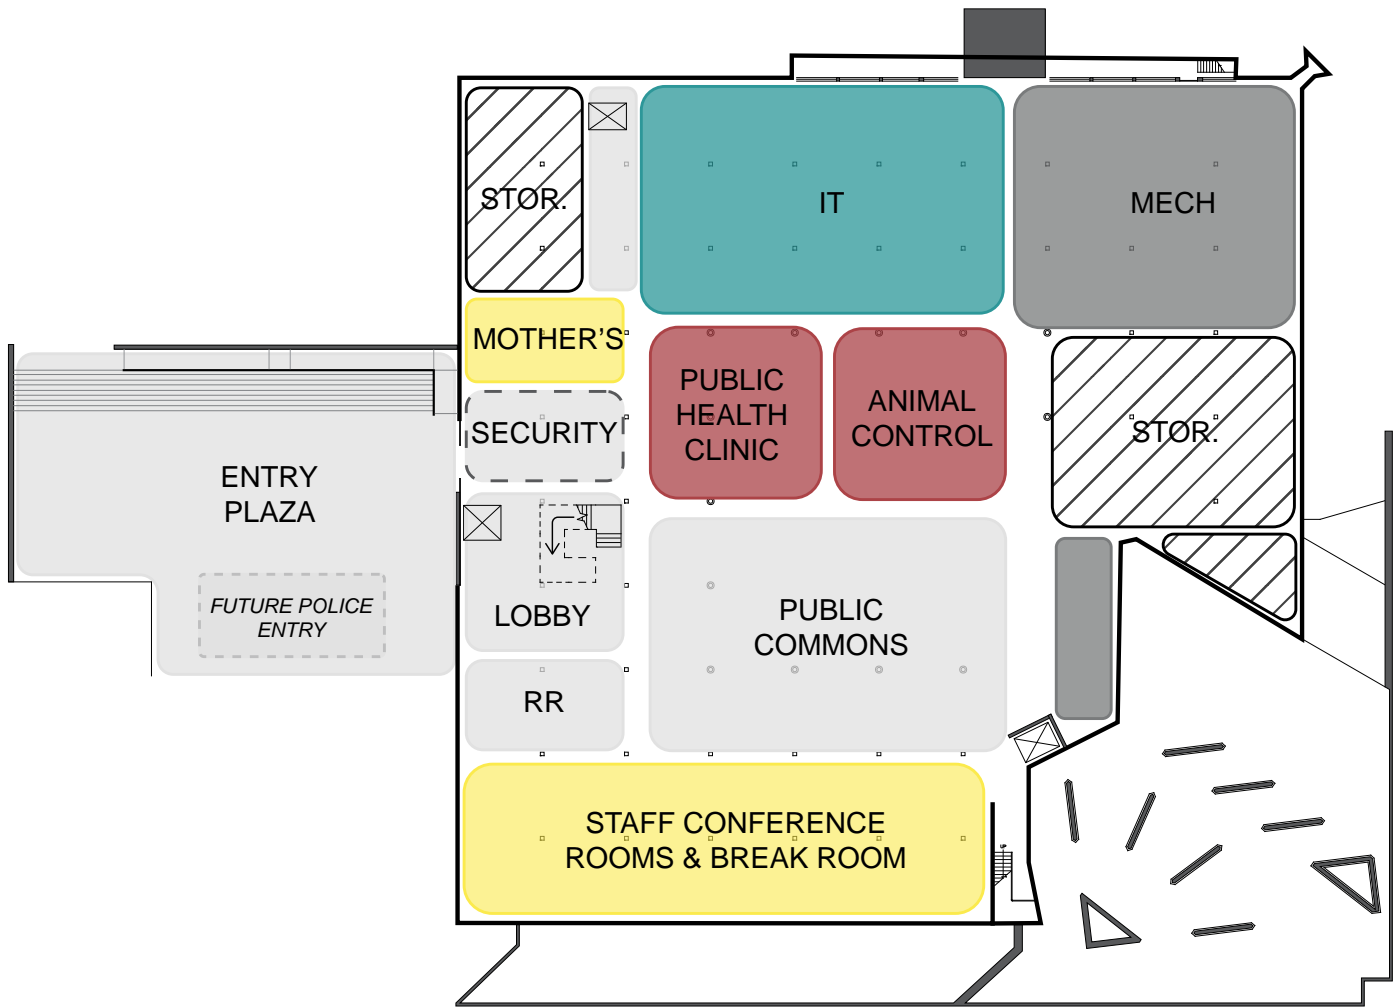 STOR.
IT
MECH
MOTHER'S
PUBLIC
HEALTH
CLINIC
ANIMAL
CONTROL
SECURITY
STOR.
ENTRY
PLAZA
FUTURE POLICE
ENTRY
LOBBY
PUBLIC
COMMONS
RR
STAFF CONFERENCE
ROOMS & BREAK ROOM